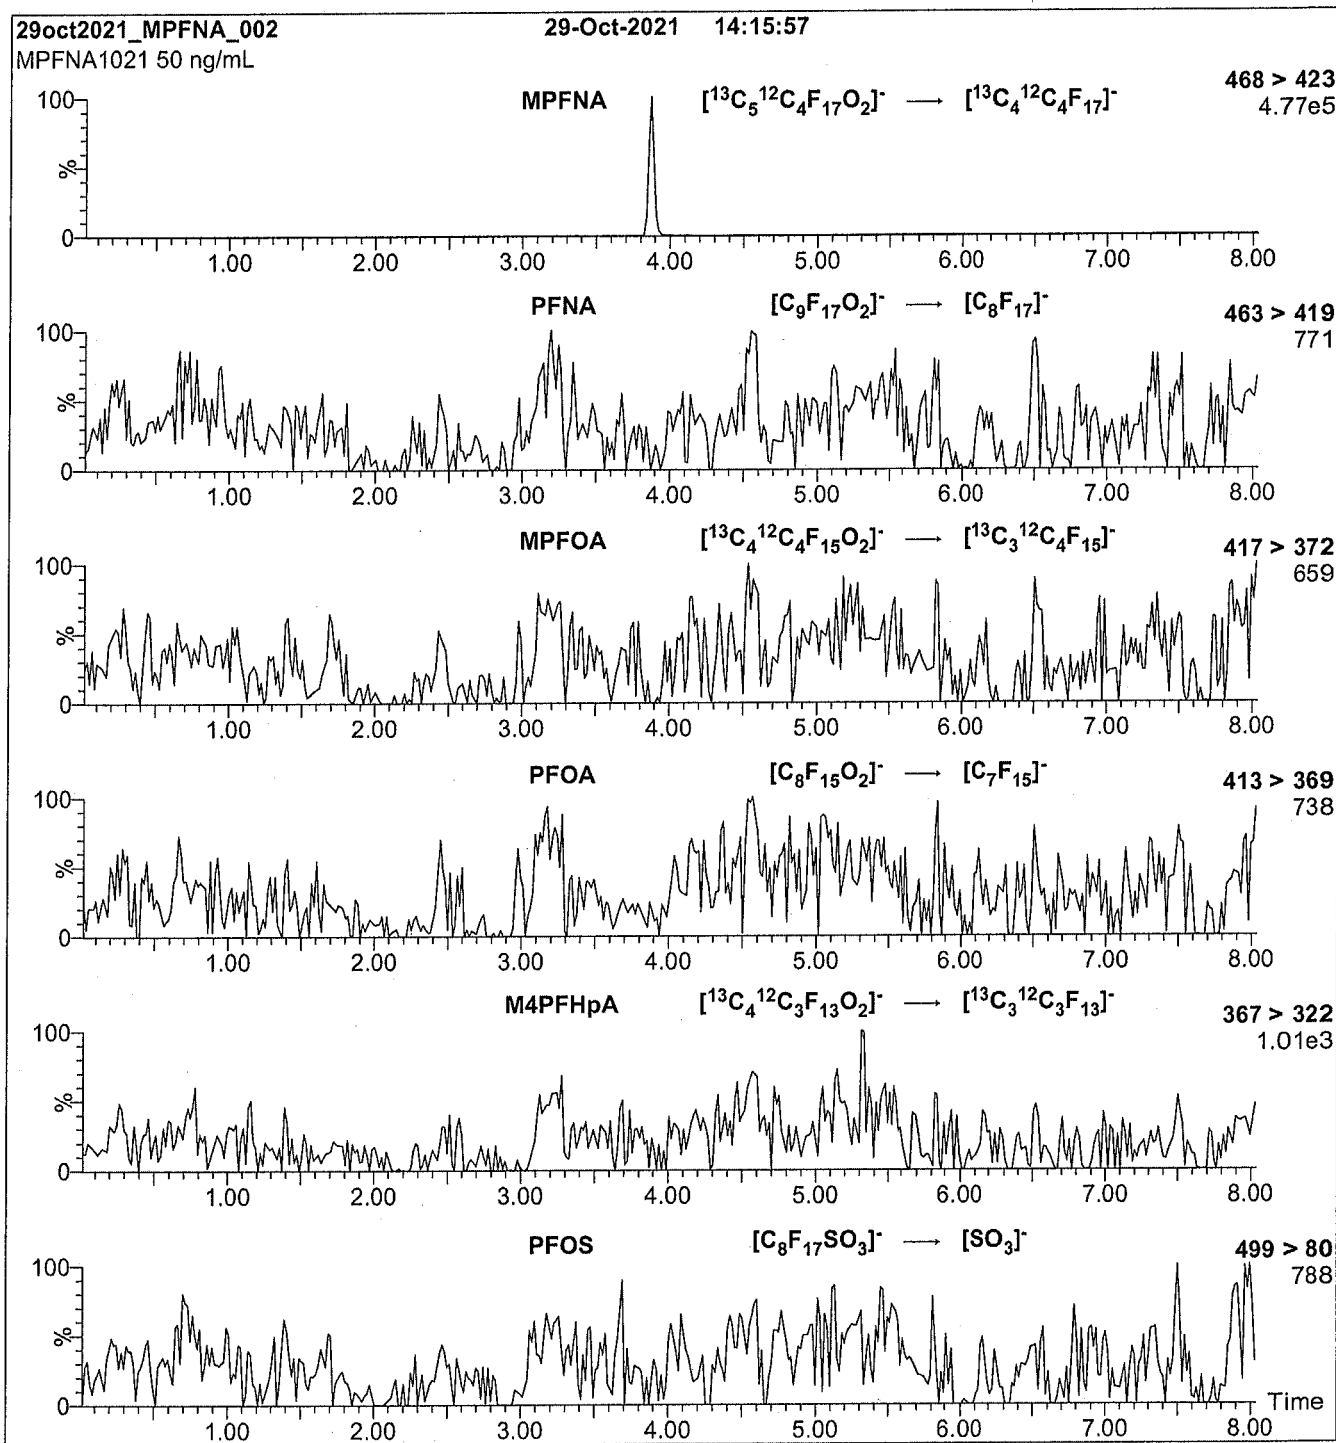 29oct2021_MPFNA_002 29-Oct-2021 14:15:57
MPFNA1021 50 ng/mL
MPFNA [¹³C₅¹²C₄F₁₇O₂]⁻ → [¹³C₄¹²C₄F₁₇]⁻ 468 > 423
4.77e5
100
%
0
1.00 2.00 3.00 4.00 5.00 6.00 7.00 8.00
PFNA [C₉F₁₇O₂]⁻ → [C₈F₁₇]⁻ 463 > 419
771
100
%
0
1.00 2.00 3.00 4.00 5.00 6.00 7.00 8.00
MPFOA [¹³C₄¹²C₄F₁₅O₂]⁻ → [¹³C₃¹²C₄F₁₅]⁻ 417 > 372
659
100
%
0
1.00 2.00 3.00 4.00 5.00 6.00 7.00 8.00
PFOA [C₈F₁₅O₂]⁻ → [C₇F₁₅]⁻ 413 > 369
738
100
%
0
1.00 2.00 3.00 4.00 5.00 6.00 7.00 8.00
M4PFHpA [¹³C₄¹²C₃F₁₃O₂]⁻ → [¹³C₃¹²C₃F₁₃]⁻ 367 > 322
1.01e3
100
%
0
1.00 2.00 3.00 4.00 5.00 6.00 7.00 8.00
PFOS [C₈F₁₇SO₃]⁻ → [SO₃]⁻ 499 > 80
788
100
%
0
Time
1.00 2.00 3.00 4.00 5.00 6.00 7.00 8.00